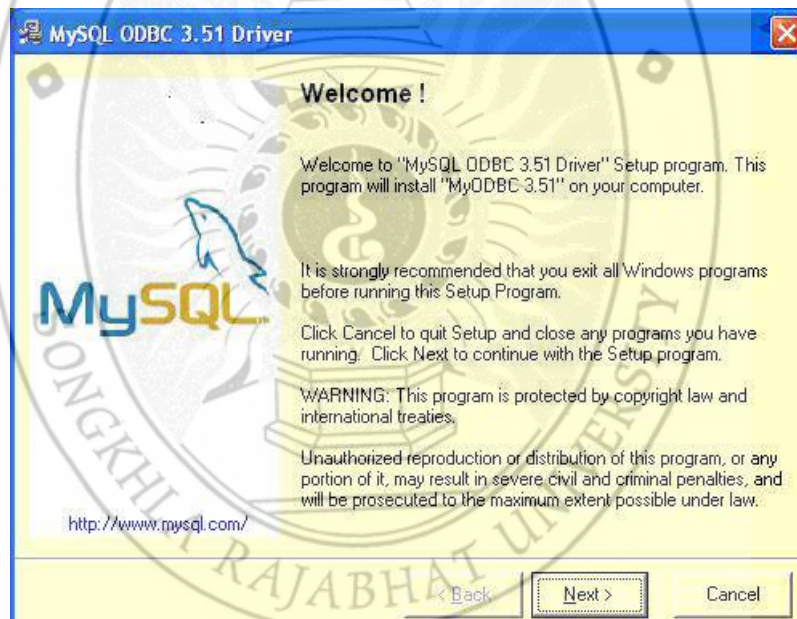 MySQL ODBC 3.51 Driver
Welcome !
Welcome to "MySQL ODBC 3.51 Driver" Setup program. This
program will install "MyODBC 3.51" on your computer.
It is strongly recommended that you exit all Windows programs
before running this Setup Program.
Click Cancel to quit Setup and close any programs you have
running. Click Next to continue with the Setup program.
WARNING: This program is protected by copyright law and
international treaties.
Unauthorized reproduction or distribution of this program, or any
portion of it, may result in severe civil and criminal penalties, and
will be prosecuted to the maximum extent possible under law.
MySQL
http://www.mysql.com/
< Back
Next >
Cancel
SONGKHLA RAJABHAT UNIVERSITY